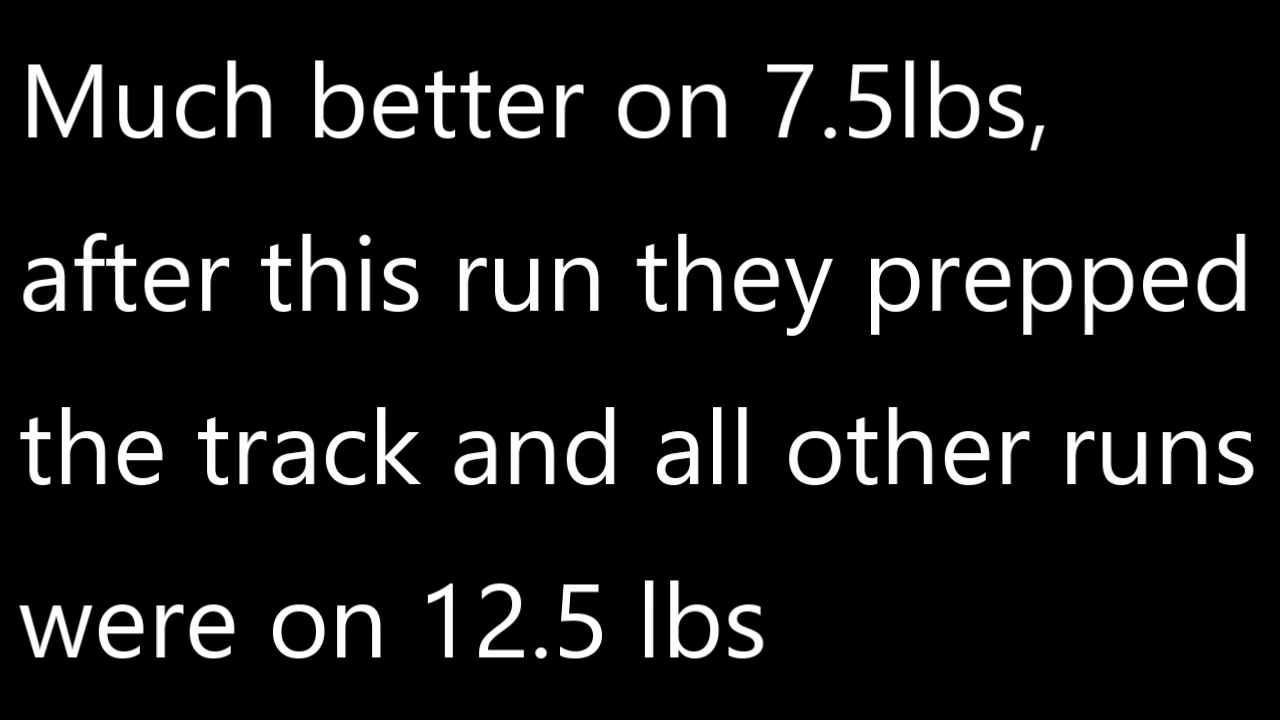 Much better on 7.5lbs,
after this run they prepped
the track and all other runs
were on 12.5 lbs